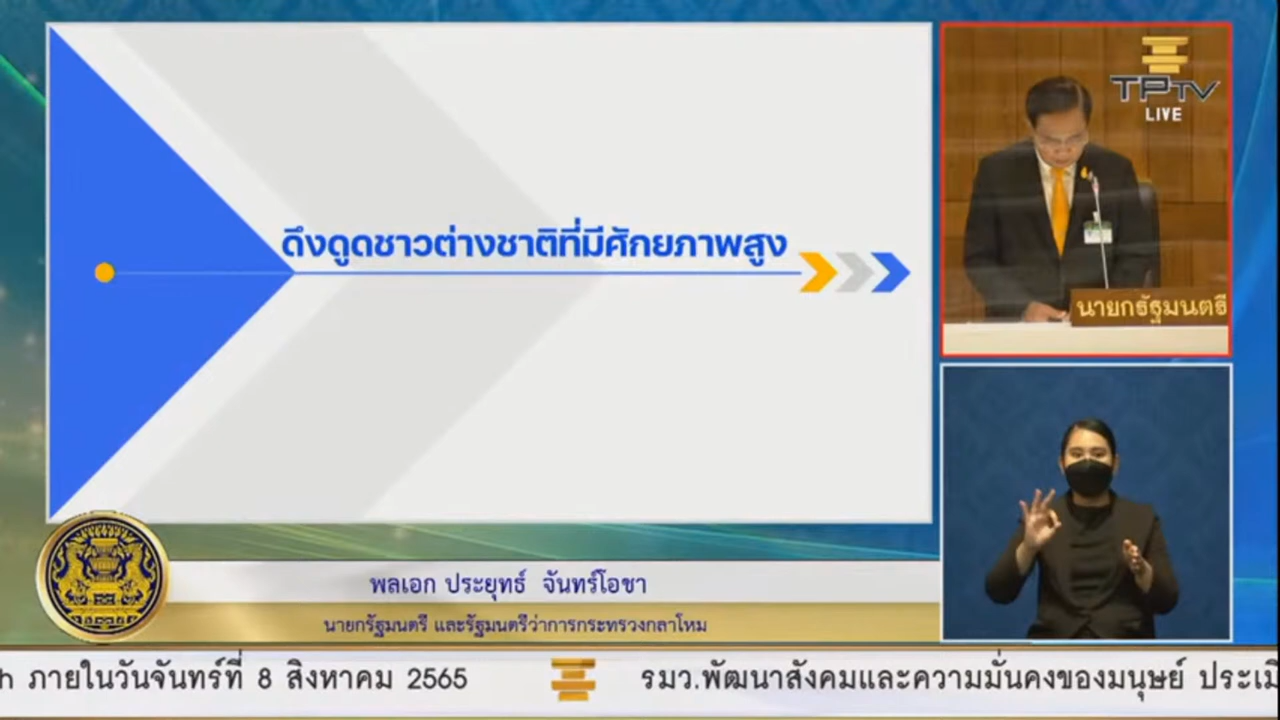 ดึงดูดชาวต่างชาติที่มีศักยภาพสูง
TPTV
LIVE
นายกรัฐมนตรี
พลเอก ประยุทธ์ จันทร์โอชา
นายกรัฐมนตรี และรัฐมนตรีว่าการกระทรวงกลาโหม
ภายในวันจันทร์ที่ 8 สิงหาคม 2565
รมว.พัฒนาสังคมและความมั่นคงของมนุษย์